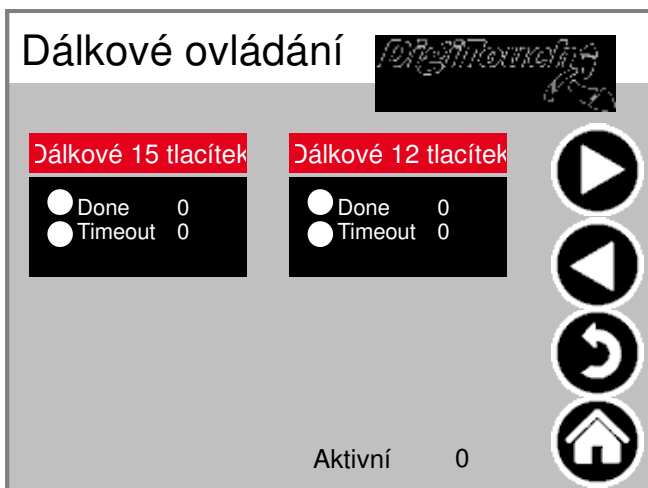 Dálkové ovládání
DigiTouch
Dálkové 15 tlacítek
Done 0
Timeout 0
Dálkové 12 tlacítek
Done 0
Timeout 0
Aktivní 0